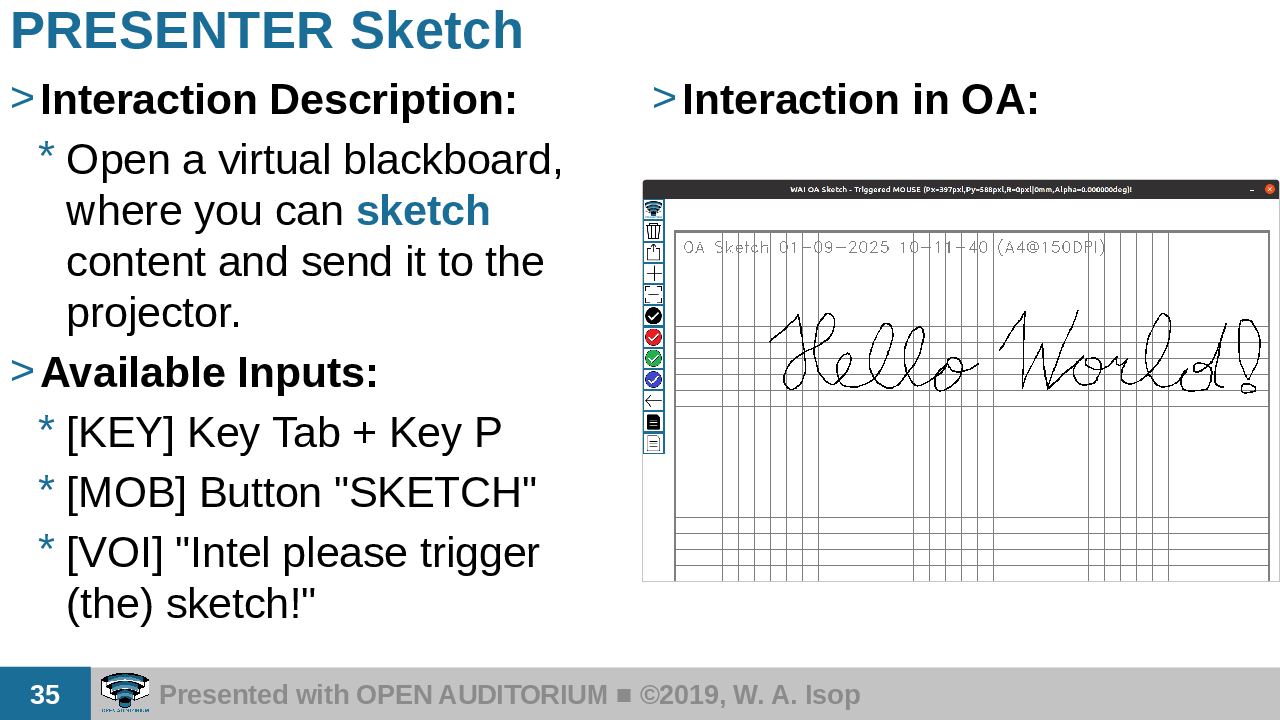 PRESENTER Sketch
> Interaction Description:
* Open a virtual blackboard,
where you can sketch
content and send it to the
projector.
> Available Inputs:
* [KEY] Key Tab + Key P
* [MOB] Button "SKETCH"
* [VOI] "Intel please trigger
(the) sketch!"
> Interaction in OA:
WAI OA Sketch - Triggered MOUSE (Px=397pxl,Py=588pxl,R=0pxl|0mm,Alpha=0.000000deg)!
OA Sketch 01-09-2025 10-11-40 (A4@150DPI)
Hello World!
35
OPEN AUDITORIUM
Presented with OPEN AUDITORIUM ■ ©2019, W. A. Isop